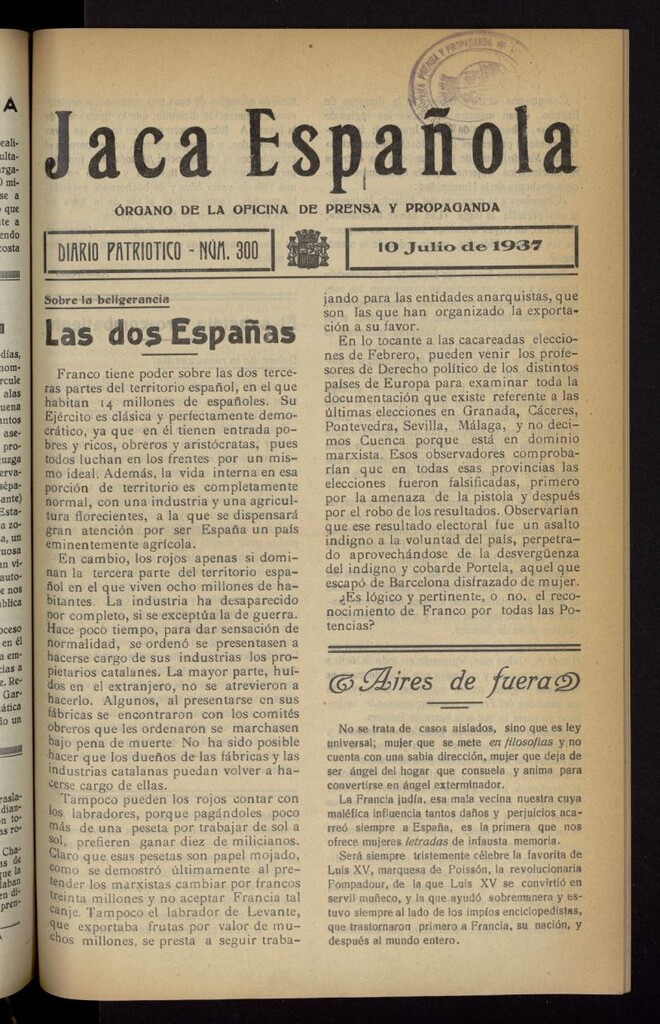 Jaca Española
ÓRGANO DE LA OFICINA DE PRENSA Y PROPAGANDA
DIARIO PATRIOTICO - NÚM. 300
10 Julio de 1937
Sobre la beligerancia
Las dos Españas
Franco tiene poder sobre las dos terce-
ras partes del territorio español, en el que
habitan 14 millones de españoles. Su
Ejército es clásica y perfectamente demo-
crático, ya que en él tienen entrada po-
bres y ricos, obreros y aristócratas, pues
todos luchan en los frentes por un mis-
mo ideal. Además, la vida interna en esa
porción de territorio es completamente
normal, con una industria y una agricul-
tura florecientes, a la que se dispensará
gran atención por ser España un país
eminentemente agrícola.
En cambio, los rojos apenas si domi-
nan la tercera parte del territorio espa-
ñol en el que viven ocho millones de ha-
bitantes. La industria ha desaparecido
por completo, si se exceptúa la de guerra.
Hace poco tiempo, para dar sensación de
normalidad, se ordenó se presentasen a
hacerse cargo de sus industrias los pro-
pietarios catalanes. La mayor parte, huí-
dos en el extranjero, no se atrevieron a
hacerlo. Algunos, al presentarse en sus
fábricas se encontraron con los comités
obreros que les ordenaron se marchasen
bajo pena de muerte. No ha sido posible
hacer que los dueños de las fábricas y las
industrias catalanas puedan volver a ha-
cerse cargo de ellas.
Tampoco pueden los rojos contar con
los labradores, porque pagándoles poco
más de una peseta por trabajar de sol a
sol, prefieren ganar diez de milicianos.
Claro que esas pesetas son papel mojado,
como se demostró últimamente al pre-
tender los marxistas cambiar por francos
treinta millones y no aceptar Francia tal
canje. Tampoco el labrador de Levante,
que exportaba frutas por valor de mu-
chos millones, se presta a seguir traba-
jando para las entidades anarquistas, que
son las que han organizado la exporta-
ción a su favor.
En lo tocante a las cacareadas eleccio-
nes de Febrero, pueden venir los profe-
sores de Derecho político de los distintos
países de Europa para examinar toda la
documentación que existe referente a las
últimas elecciones en Granada, Cáceres,
Pontevedra, Sevilla, Málaga, y no deci-
mos Cuenca porque está en dominio
marxista. Esos observadores comproba-
rían que en todas esas provincias las
elecciones fueron falsificadas, primero
por la amenaza de la pistola y después
por el robo de los resultados. Observarían
que ese resultado electoral fue un asalto
indigno a la voluntad del país, perpetra-
do aprovechándose de la desvergüenza
del indigno y cobarde Portela, aquel que
escapó de Barcelona disfrazado de mujer.
¿Es lógico y pertinente, o no, el reco-
nocimiento de Franco por todas las Po-
tencias?
Aires de fuera
No se trata de casos aislados, sino que es ley
universal; mujer que se mete en filosofias y no
cuenta con una sabia dirección, mujer que deja de
ser ángel del hogar que consuela y anima para
convertirse en ángel exterminador.
La Francia judía, esa mala vecina nuestra cuya
maléfica influencia tantos daños y perjuicios aca-
rreó siempre a España, es la primera que nos
ofrece mujeres letradas de infausta memoria.
Será siempre tristemente célebre la favorita de
Luis XV, marquesa de Poissón, la revolucionaria
Pompadour, de la que Luis XV se convirtió en
servil muñeco, y la que ayudó sobremanera y es-
tuvo siempre al lado de los impíos enciclopedistas,
que trastornaron primero a Francia, su nación, y
después al mundo entero.